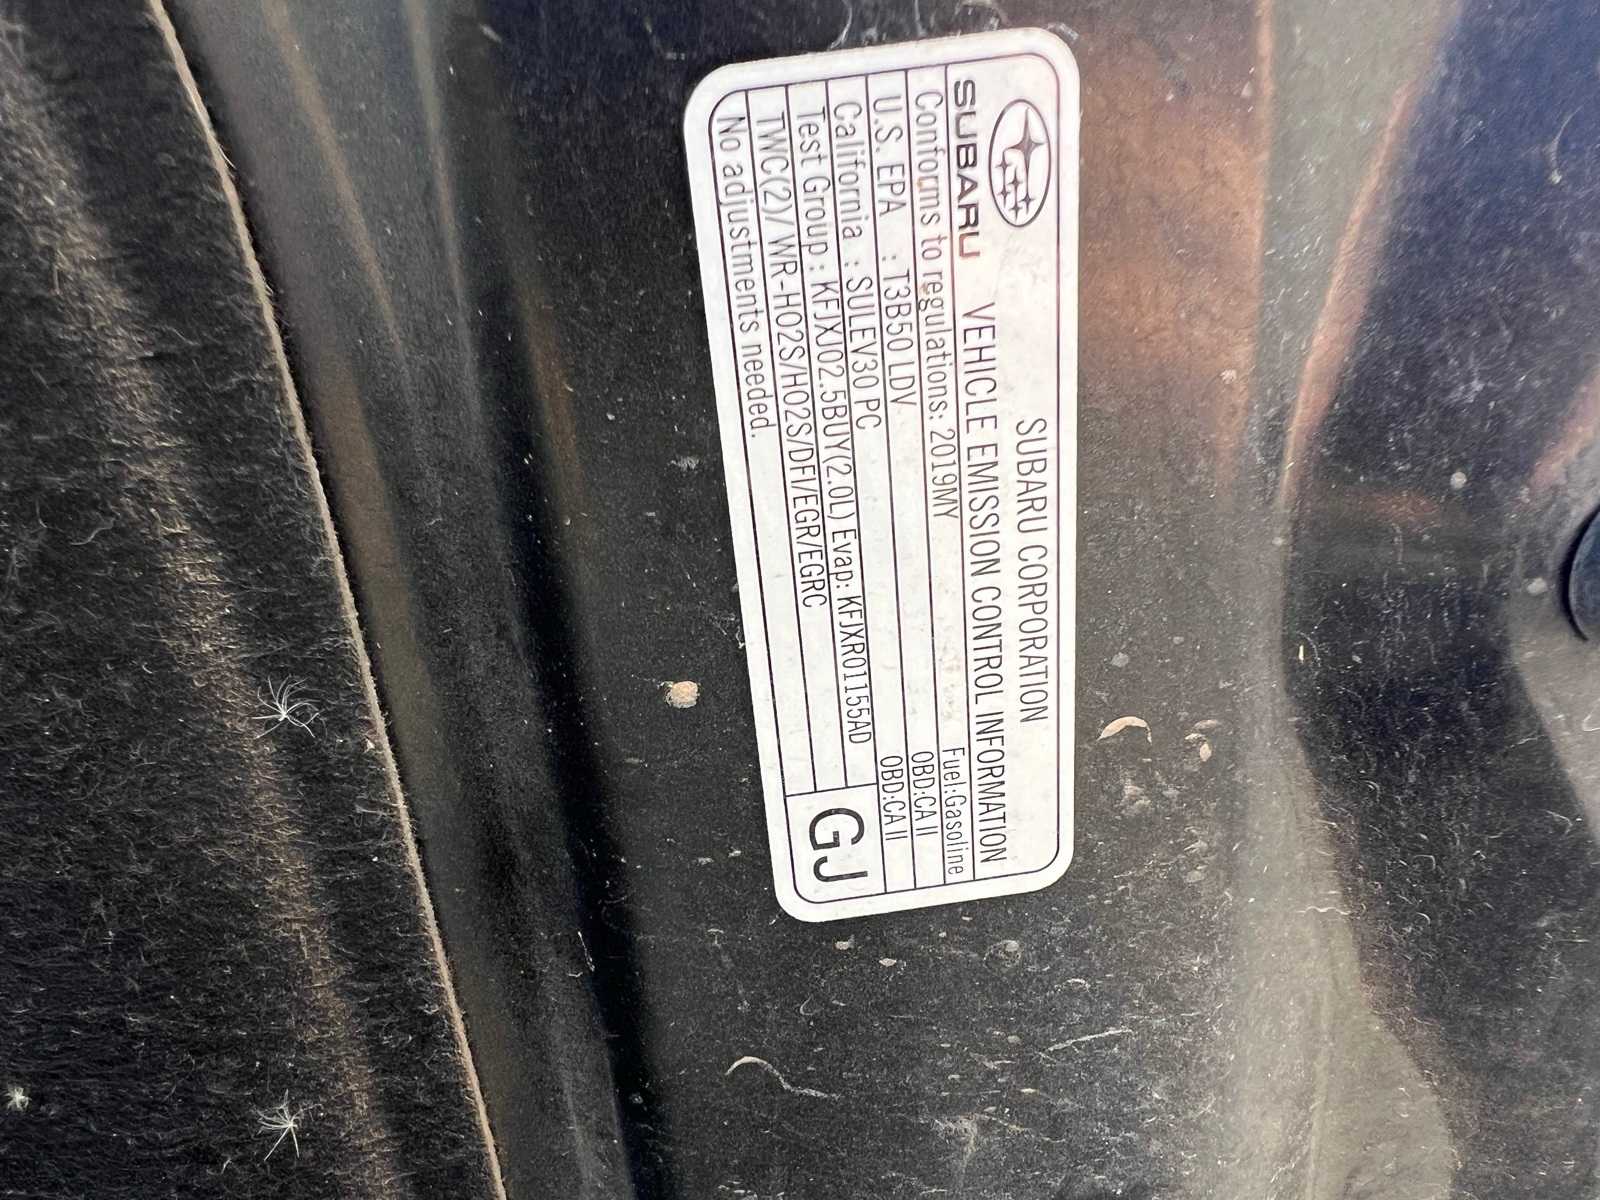 SUBARU CORPORATION
SUBARU VEHICLE EMISSION CONTROL INFORMATION
Conforms to regulations: 2019MY Fuel:Gasoline
U.S. EPA : T3B50 LDV OBD:CA II
California : SULEV30 PC OBD:CA II
Test Group : KFJXJ02.5BUY(2.0L) Evap: KFJXR01155AD
TWC(2)/WR-HO2S/HO2S/DFI/EGR/EGRC
No adjustments needed.
GJ